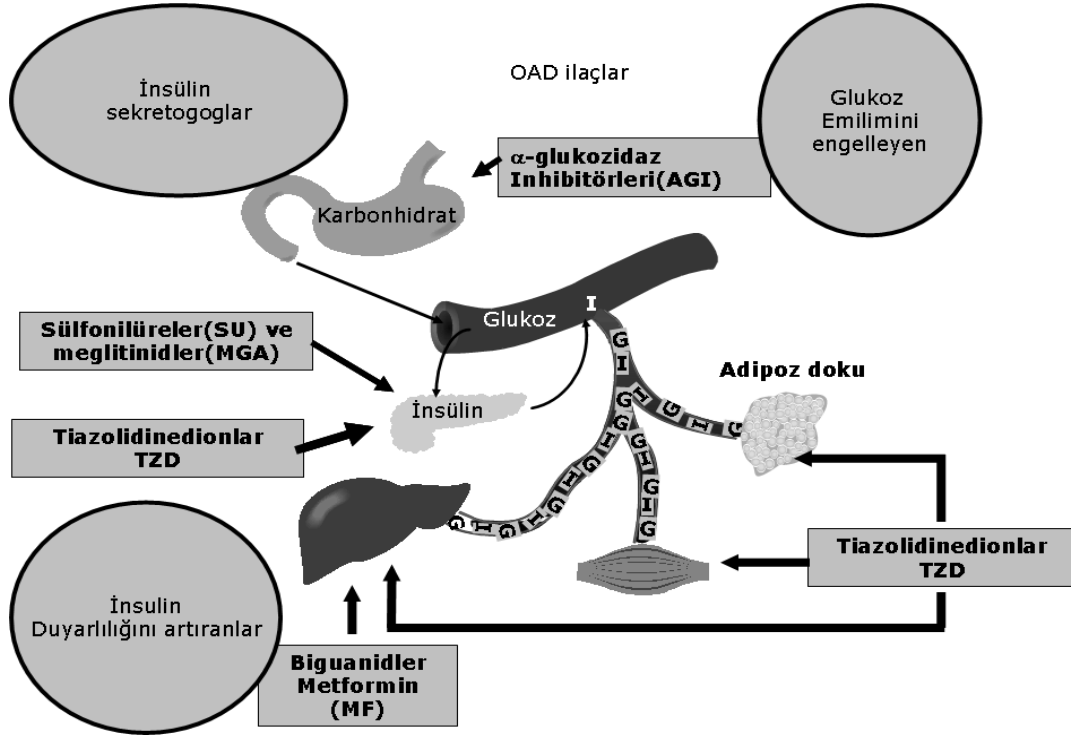 İnsülin
sekretogoglar
OAD ilaçlar
Glukoz
Emilimini
engelleyen
α-glukozidaz
Inhibitörleri(AGI)
Karbonhidrat
I
Glukoz
Sülfonilüreler(SU) ve
meglitinidler(MGA)
İnsülin
Adipoz doku
Tiazolidinedionlar
TZD
G
I
G
G
I
G
I
G
I
G
I
G
I
G
I
G
I
G
I
G
I
G
I
G
Tiazolidinedionlar
TZD
İnsulin
Duyarlılığını artıranlar
Biguanidler
Metformin
(MF)